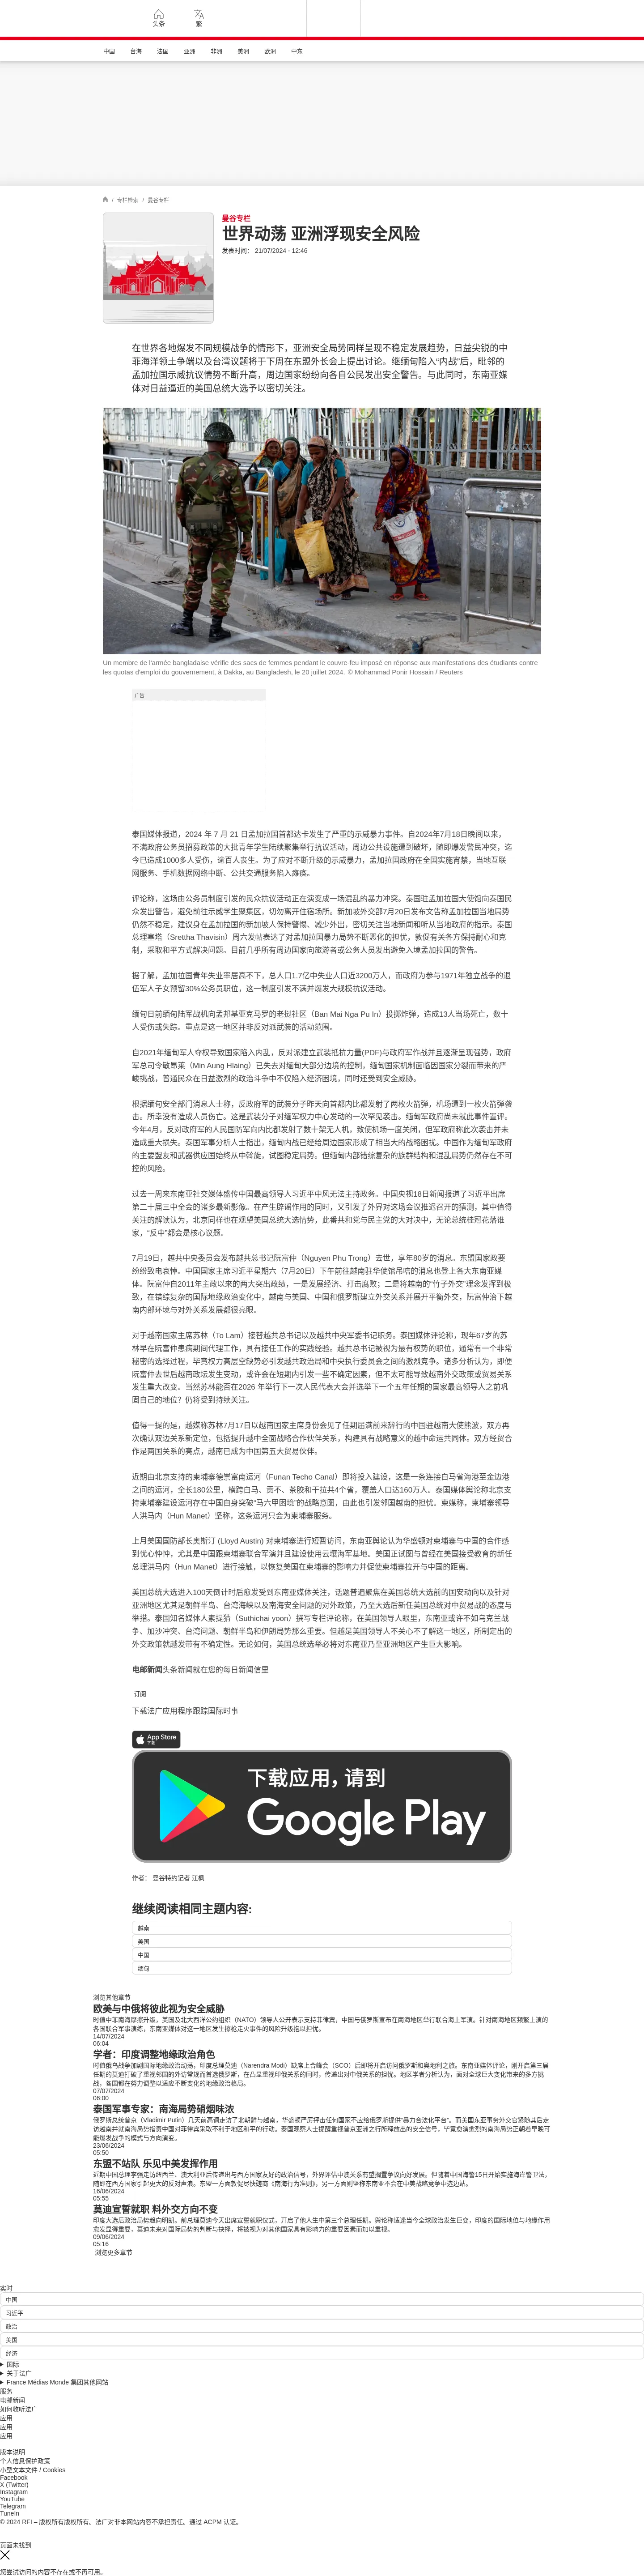 头条
繁
中国 台海 法国 亚洲 非洲 美洲 欧洲 中东
/ 专栏检索 / 曼谷专栏
曼谷专栏
世界动荡 亚洲浮现安全风险
发表时间： 21/07/2024 - 12:46
在世界各地爆发不同规模战争的情形下，亚洲安全局势同样呈现不稳定发展趋势，日益尖锐的中
菲海洋领土争端以及台湾议题将于下周在东盟外长会上提出讨论。继缅甸陷入“内战”后，毗邻的
孟加拉国示威抗议情势不断升高，周边国家纷纷向各自公民发出安全警告。与此同时，东南亚媒
体对日益逼近的美国总统大选予以密切关注。
Un membre de l'armée bangladaise vérifie des sacs de femmes pendant le couvre-feu imposé en réponse aux manifestations des étudiants contre
les quotas d'emploi du gouvernement, à Dakka, au Bangladesh, le 20 juillet 2024. © Mohammad Ponir Hossain / Reuters
广告
泰国媒体报道，2024 年 7 月 21 日孟加拉国首都达卡发生了严重的示威暴力事件。自2024年7月18日晚间以来，
不满政府公务员招募政策的大批青年学生陆续聚集举行抗议活动，周边公共设施遭到破坏，随即爆发警民冲突，迄
今已造成1000多人受伤，逾百人丧生。为了应对不断升级的示威暴力，孟加拉国政府在全国实施宵禁，当地互联
网服务、手机数据网络中断、公共交通服务陷入瘫痪。
评论称，这场由公务员制度引发的民众抗议活动正在演变成一场混乱的暴力冲突。泰国驻孟加拉国大使馆向泰国民
众发出警告，避免前往示威学生聚集区，切勿离开住宿场所。新加坡外交部7月20日发布文告称孟加拉国当地局势
仍然不稳定，建议身在孟加拉国的新加坡人保持警惕、减少外出，密切关注当地新闻和听从当地政府的指示。泰国
总理塞塔（Srettha Thavisin）周六发帖表达了对孟加拉国暴力局势不断恶化的担忧，敦促有关各方保持耐心和克
制，采取和平方式解决问题。目前几乎所有周边国家向旅游者或公务人员发出避免入境孟加拉国的警告。
据了解，孟加拉国青年失业率居高不下，总人口1.7亿中失业人口近3200万人，而政府为参与1971年独立战争的退
伍军人子女预留30%公务员职位，这一制度引发不满并爆发大规模抗议活动。
缅甸日前缅甸陆军战机向孟邦基亚克马罗的老挝社区（Ban Mai Nga Pu In）投掷炸弹，造成13人当场死亡，数十
人受伤或失踪。重点是这一地区并非反对派武装的活动范围。
自2021年缅甸军人夺权导致国家陷入内乱，反对派建立武装抵抗力量(PDF)与政府军作战并且逐渐呈现强势，政府
军总司令敏昂莱（Min Aung Hlaing）已失去对缅甸大部分边境的控制，缅甸国家机制面临因国家分裂而带来的严
峻挑战，普通民众在日益激烈的政治斗争中不仅陷入经济困境，同时还受到安全威胁。
根据缅甸安全部门消息人士称，反政府军的武装分子昨天向首都内比都发射了两枚火箭弹，机场遭到一枚火箭弹袭
击。所幸没有造成人员伤亡。这是武装分子对缅军权力中心发动的一次罕见袭击。缅甸军政府尚未就此事件置评。
今年4月，反对政府军的人民国防军向内比都发射了数十架无人机，致使机场一度关闭，但军政府称此次袭击并未
造成重大损失。泰国军事分析人士指出，缅甸内战已经给周边国家形成了相当大的战略困扰。中国作为缅甸军政府
的主要盟友和武器供应国始终从中斡旋，试图稳定局势。但缅甸内部错综复杂的族群结构和混乱局势仍然存在不可
控的风险。
过去一周来东南亚社交媒体盛传中国最高领导人习近平中风无法主持政务。中国央视18日新闻报道了习近平出席
第二十届三中全会的诸多最新影像。在产生辟谣作用的同时，又引发了外界对这场会议推迟召开的猜测，其中值得
关注的解读认为，北京同样也在观望美国总统大选情势，此番共和党与民主党的大对决中，无论总统桂冠花落谁
家，“反中”都会是核心议题。
7月19日，越共中央委员会发布越共总书记阮富仲（Nguyen Phu Trong）去世，享年80岁的消息。东盟国家政要
纷纷致电哀悼。中国国家主席习近平星期六（7月20日）下午前往越南驻华使馆吊唁的消息也登上各大东南亚媒
体。阮富仲自2011年主政以来的两大突出政绩，一是发展经济、打击腐败；二是将越南的“竹子外交”理念发挥到极
致，在错综复杂的国际地缘政治变化中，越南与美国、中国和俄罗斯建立外交关系并展开平衡外交，阮富仲治下越
南内部环境与对外关系发展都很亮眼。
对于越南国家主席苏林（To Lam）接替越共总书记以及越共中央军委书记职务。泰国媒体评论称，现年67岁的苏
林早在阮富仲患病期间代理工作，具有接任工作的实践经验。越共总书记被视为最有权势的职位，通常有一个非常
秘密的选择过程，毕竟权力高层空缺势必引发越共政治局和中央执行委员会之间的激烈竞争。诸多分析认为，即便
阮富仲去世后越南政坛发生变动，或许会在短期内引发一些不确定因素，但不太可能导致越南外交政策或贸易关系
发生重大改变。当然苏林能否在2026 年举行下一次人民代表大会并选举下一个五年任期的国家最高领导人之前巩
固自己的地位？仍将受到持续关注。
值得一提的是，越媒称苏林7月17日以越南国家主席身份会见了任期届满前来辞行的中国驻越南大使熊波，双方再
次确认双边关系新定位，包括提升越中全面战略合作伙伴关系，构建具有战略意义的越中命运共同体。双方经贸合
作是两国关系的亮点，越南已成为中国第五大贸易伙伴。
近期由北京支持的柬埔寨德崇富南运河（Funan Techo Canal）即将投入建设，这是一条连接白马省海港至金边港
之间的运河，全长180公里，横跨白马、贡不、茶胶和干拉共4个省，覆盖人口达160万人。泰国媒体舆论称北京支
持柬埔寨建设运河存在中国自身突破“马六甲困境”的战略意图，由此也引发邻国越南的担忧。柬媒称，柬埔寨领导
人洪马内（Hun Manet）坚称，这条运河只会为柬埔寨服务。
上月美国国防部长奥斯汀 (Lloyd Austin) 对柬埔寨进行短暂访问，东南亚舆论认为华盛顿对柬埔寨与中国的合作感
到忧心忡忡，尤其是中国跟柬埔寨联合军演并且建设使用云壤海军基地。美国正试图与曾经在美国接受教育的新任
总理洪马内（Hun Manet）进行接触，以恢复美国在柬埔寨的影响力并促使柬埔寨拉开与中国的距离。
美国总统大选进入100天倒计时后愈发受到东南亚媒体关注，话题普遍聚焦在美国总统大选前的国安动向以及针对
亚洲地区尤其是朝鲜半岛、台湾海峡以及南海安全问题的对外政策，乃至大选后新任美国总统对中贸易战的态度与
举措。泰国知名媒体人素提猜（Suthichai yoon）撰写专栏评论称，在美国领导人眼里，东南亚或许不如乌克兰战
争、加沙冲突、台湾问题、朝鲜半岛和伊朗局势那么重要。但越是美国领导人不关心不了解这一地区，所制定出的
外交政策就越发带有不确定性。无论如何，美国总统选举必将对东南亚乃至亚洲地区产生巨大影响。
电邮新闻头条新闻就在您的每日新闻信里
订阅
下载法广应用程序跟踪国际时事
App Store
下载
下载应用，请到
Google Play
作者： 曼谷特约记者 江枫
继续阅读相同主题内容:
越南
美国
中国
缅甸
浏览其他章节
欧美与中俄将彼此视为安全威胁
时值中菲南海摩擦升级，美国及北大西洋公约组织（NATO）领导人公开表示支持菲律宾，中国与俄罗斯宣布在南海地区举行联合海上军演。针对南海地区频繁上演的
各国联合军事演练，东南亚媒体对这一地区发生擦枪走火事件的风险升级抱以担忧。
14/07/2024
06:04
学者：印度调整地缘政治角色
时值俄乌战争加剧国际地缘政治动荡，印度总理莫迪（Narendra Modi）缺席上合峰会（SCO）后即将开启访问俄罗斯和奥地利之旅。东南亚媒体评论，刚开启第三届
任期的莫迪打破了重视邻国的外访常规而首选俄罗斯，在凸显重视印俄关系的同时，传递出对中俄关系的担忧。地区学者分析认为，面对全球巨大变化带来的多方挑
战，各国都在努力调整以适应不断变化的地缘政治格局。
07/07/2024
06:00
泰国军事专家：南海局势硝烟味浓
俄罗斯总统普京（Vladimir Putin）几天前高调走访了北朝鲜与越南，华盛顿严厉抨击任何国家不应给俄罗斯提供“暴力合法化平台”。而美国东亚事务外交官紧随其后走
访越南并就南海局势指责中国对菲律宾采取不利于地区和平的行动。泰国观察人士提醒重视普京亚洲之行所释放出的安全信号，毕竟愈演愈烈的南海局势正朝着早晚可
能爆发战争的模式与方向演变。
23/06/2024
05:50
东盟不站队 乐见中美发挥作用
近期中国总理李强走访纽西兰、澳大利亚后传递出与西方国家友好的政治信号，外界评估中澳关系有望搁置争议向好发展。但随着中国海警15日开始实施海岸警卫法，
随即在西方国家引起更大的反对声浪。东盟一方面敦促尽快磋商《南海行为准则》，另一方面则坚称东南亚不会在中美战略竞争中选边站。
16/06/2024
05:55
莫迪宣誓就职 料外交方向不变
印度大选后政治局势趋向明朗。前总理莫迪今天出席宣誓就职仪式，开启了他人生中第三个总理任期。舆论称适逢当今全球政治发生巨变，印度的国际地位与地缘作用
愈发显得重要，莫迪未来对国际局势的判断与抉择，将被视为对其他国家具有影响力的重要因素而加以重视。
09/06/2024
05:16
浏览更多章节
实时
中国
习近平
政治
美国
经济
国际
关于法广
France Médias Monde 集团其他网站
服务
电邮新闻
如何收听法广
应用
应用
应用
版本说明
个人信息保护政策
小型文本文件 / Cookies
Facebook
X (Twitter)
Instagram
YouTube
Telegram
TuneIn
© 2024 RFI – 版权所有版权所有。法广对非本网站内容不承担责任。通过 ACPM 认证。
页面未找到
您尝试访问的内容不存在或不再可用。